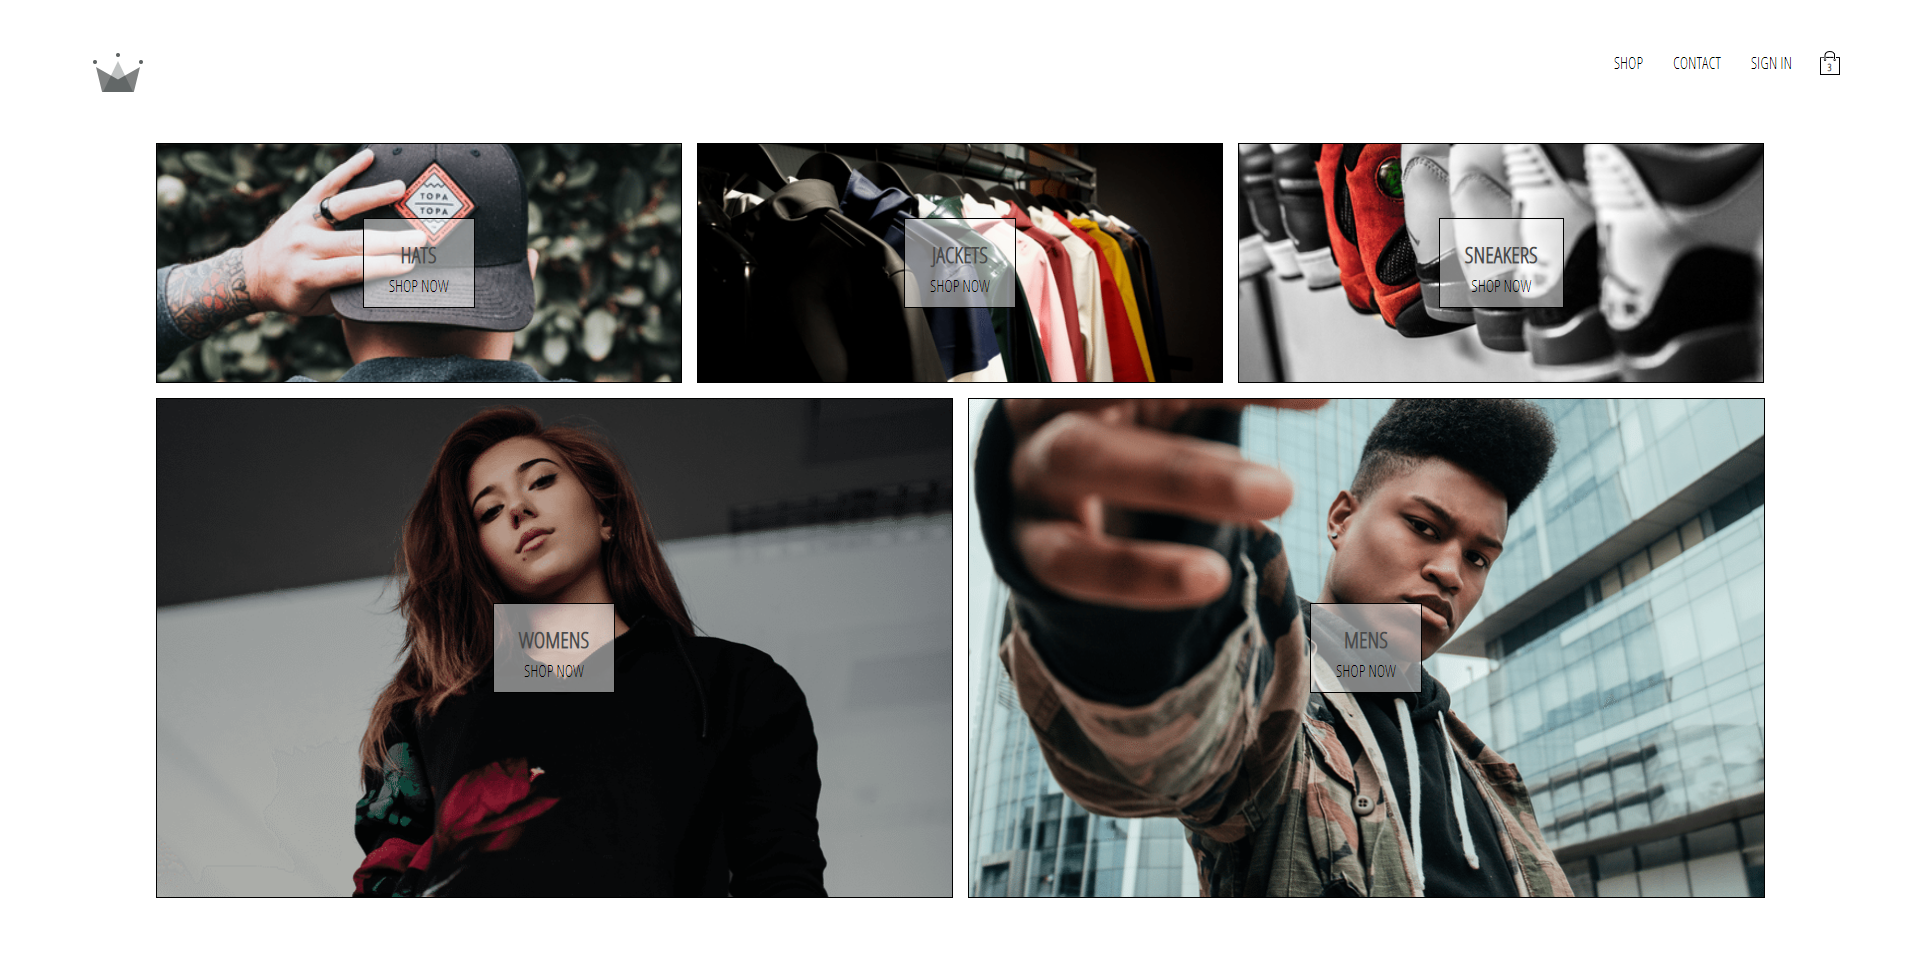 SHOP
CONTACT
SIGN IN
3
TOPA
TOPA
HATS
SHOP NOW
JACKETS
SHOP NOW
SNEAKERS
SHOP NOW
WOMENS
SHOP NOW
MENS
SHOP NOW